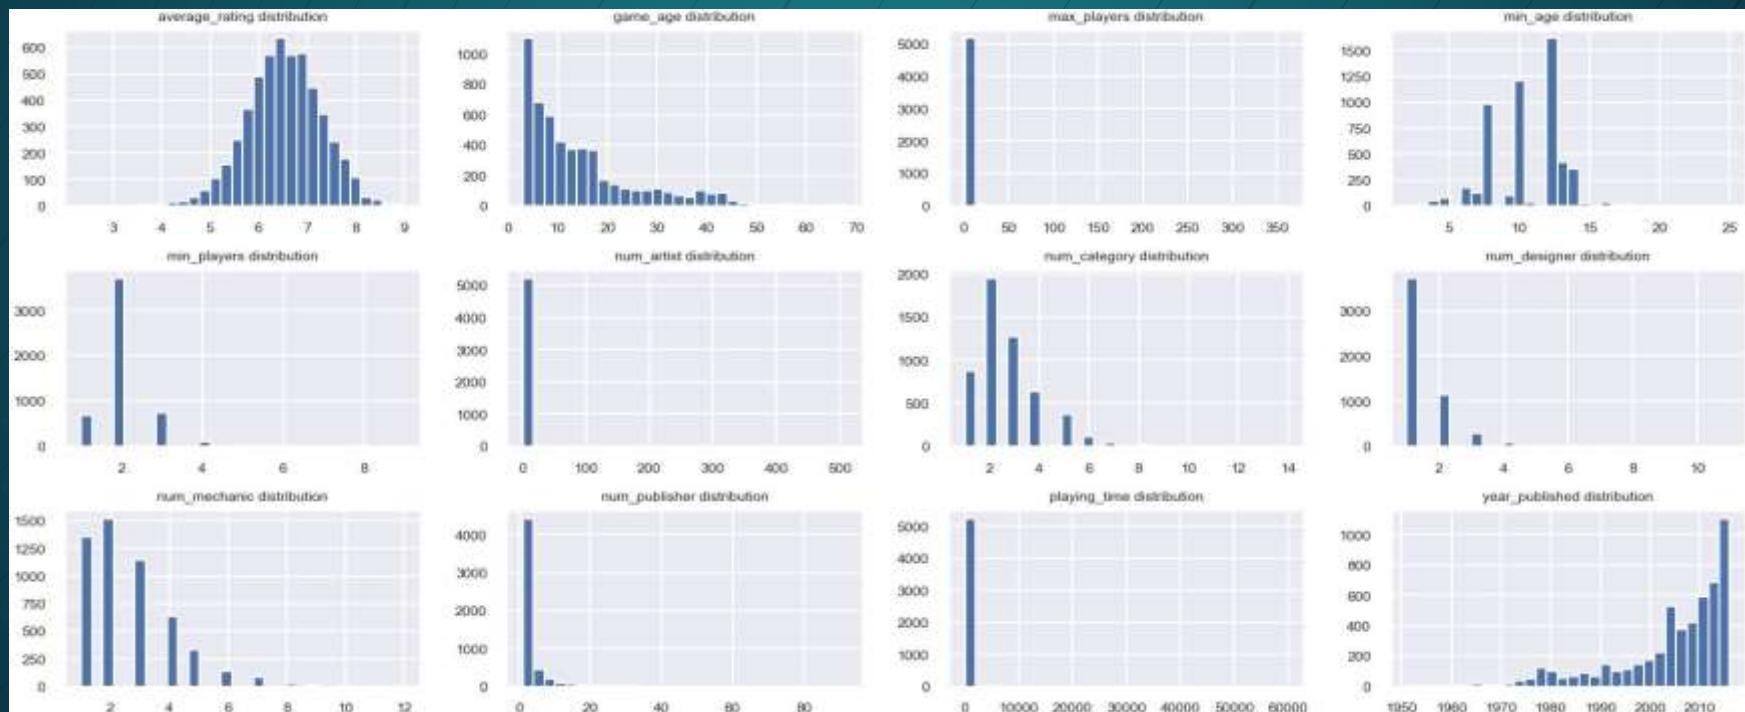 average_rating distribution
game_age distribution
max_players distribution
min_age distribution
600
500
400
300
200
100
0
3 4 5 6 7 8 9
1000
800
600
400
200
0
0 10 20 30 40 50 60 70
5000
4000
3000
2000
1000
0
0 50 100 150 200 250 300 350
1500
1250
1000
750
500
250
0
5 10 15 20 25
min_players distribution
num_artist distribution
num_category distribution
num_designer distribution
3000
2000
1000
0
2 4 6 8
5000
4000
3000
2000
1000
0
0 100 200 300 400 500
2000
1500
1000
500
0
2 4 6 8 10 12 14
3000
2000
1000
0
2 4 6 8 10
num_mechanic distribution
num_publisher distribution
playing_time distribution
year_published distribution
1500
1250
1000
750
500
250
0
2 4 6 8 10 12
4000
3000
2000
1000
0
0 20 40 60 80
5000
4000
3000
2000
1000
0
0 10000 20000 30000 40000 50000 60000
1000
800
600
400
200
0
1950 1960 1970 1980 1990 2000 2010